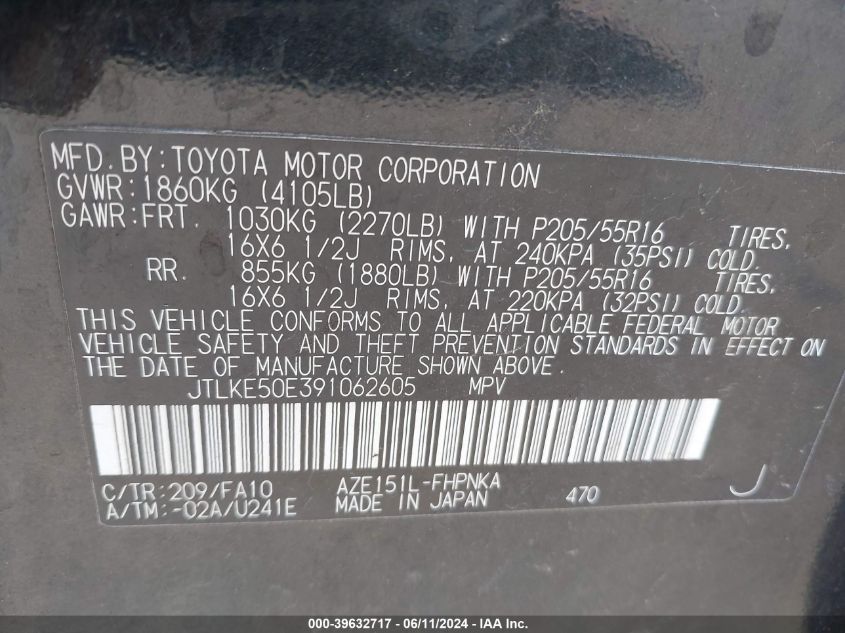 MFD.BY:TOYOTA MOTOR CORPORATION
GVWR:1860KG (4105LB)
GAWR:FRT. 1030KG (2270LB) WITH P205/55R16 TIRES,
16X6 1/2J RIMS, AT 240KPA (35PSI) COLD.
RR. 855KG (1880LB) WITH P205/55R16 TIRES,
16X6 1/2J RIMS, AT 220KPA (32PSI) COLD.
THIS VEHICLE CONFORMS TO ALL APPLICABLE FEDERAL MOTOR
VEHICLE SAFETY AND THEFT PREVENTION STANDARDS IN EFFECT ON
THE DATE OF MANUFACTURE SHOWN ABOVE.
JTLKE50E391062605 MPV
C/TR:209/FA10 AZE151L-FHPNKA
A/TM:-02A/U241E MADE IN JAPAN 470 J
000-39632717 - 06/11/2024 - IAA Inc.